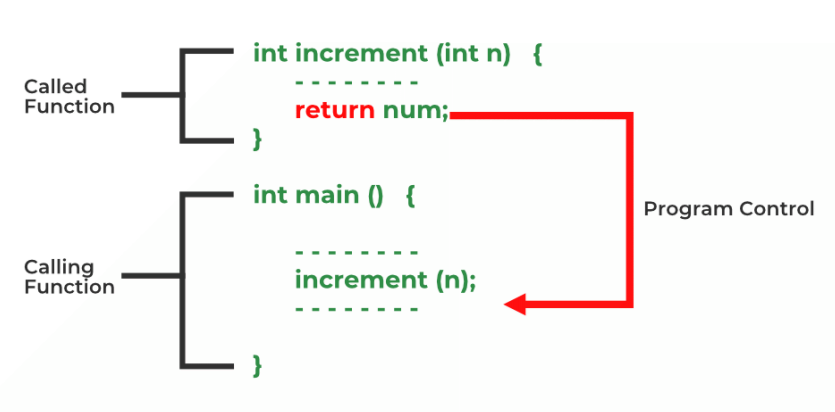 int increment (int n) {
Called
Function
- - - - - - - -
return num;
}
int main () {
Program Control
- - - - - - - -
Calling
Function
increment (n);
- - - - - - - -
}